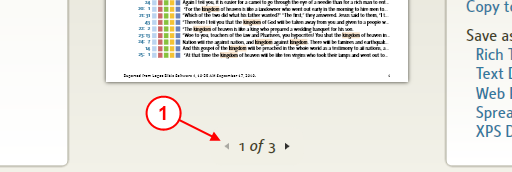 24 Again I tell you, it is easier for a camel to go through the eye of a needle than for a rich man to ent..
20: 1 "For the kingdom of heaven is like a landowner who went out early in the morning to hire men to..
21: 31 "Which of the two did what his father wanted?" "The first," they answered. Jesus said to them, "I t..
43 "Therefore I tell you that the kingdom of God will be taken away from you and given to a people w..
22: 2 "The kingdom of heaven is like a king who prepared a wedding banquet for his son.
23: 13 "Woe to you, teachers of the law and Pharisees, you hypocrites! You shut the kingdom of heaven in..
24: 7 Nation will rise against nation, and kingdom against kingdom. There will be famines and earthquak..
14 And this gospel of the kingdom will be preached in the whole world as a testimony to all nations, a..
25: 1 "At that time the kingdom of heaven will be like ten virgins who took their lamps and went out to..
Exported from Logos Bible Software 4, 10:55 AM September 17, 2010.
1
1
1 of 3
Copy to
Save as
Rich T
Text D
Web
Sprea
XPS D